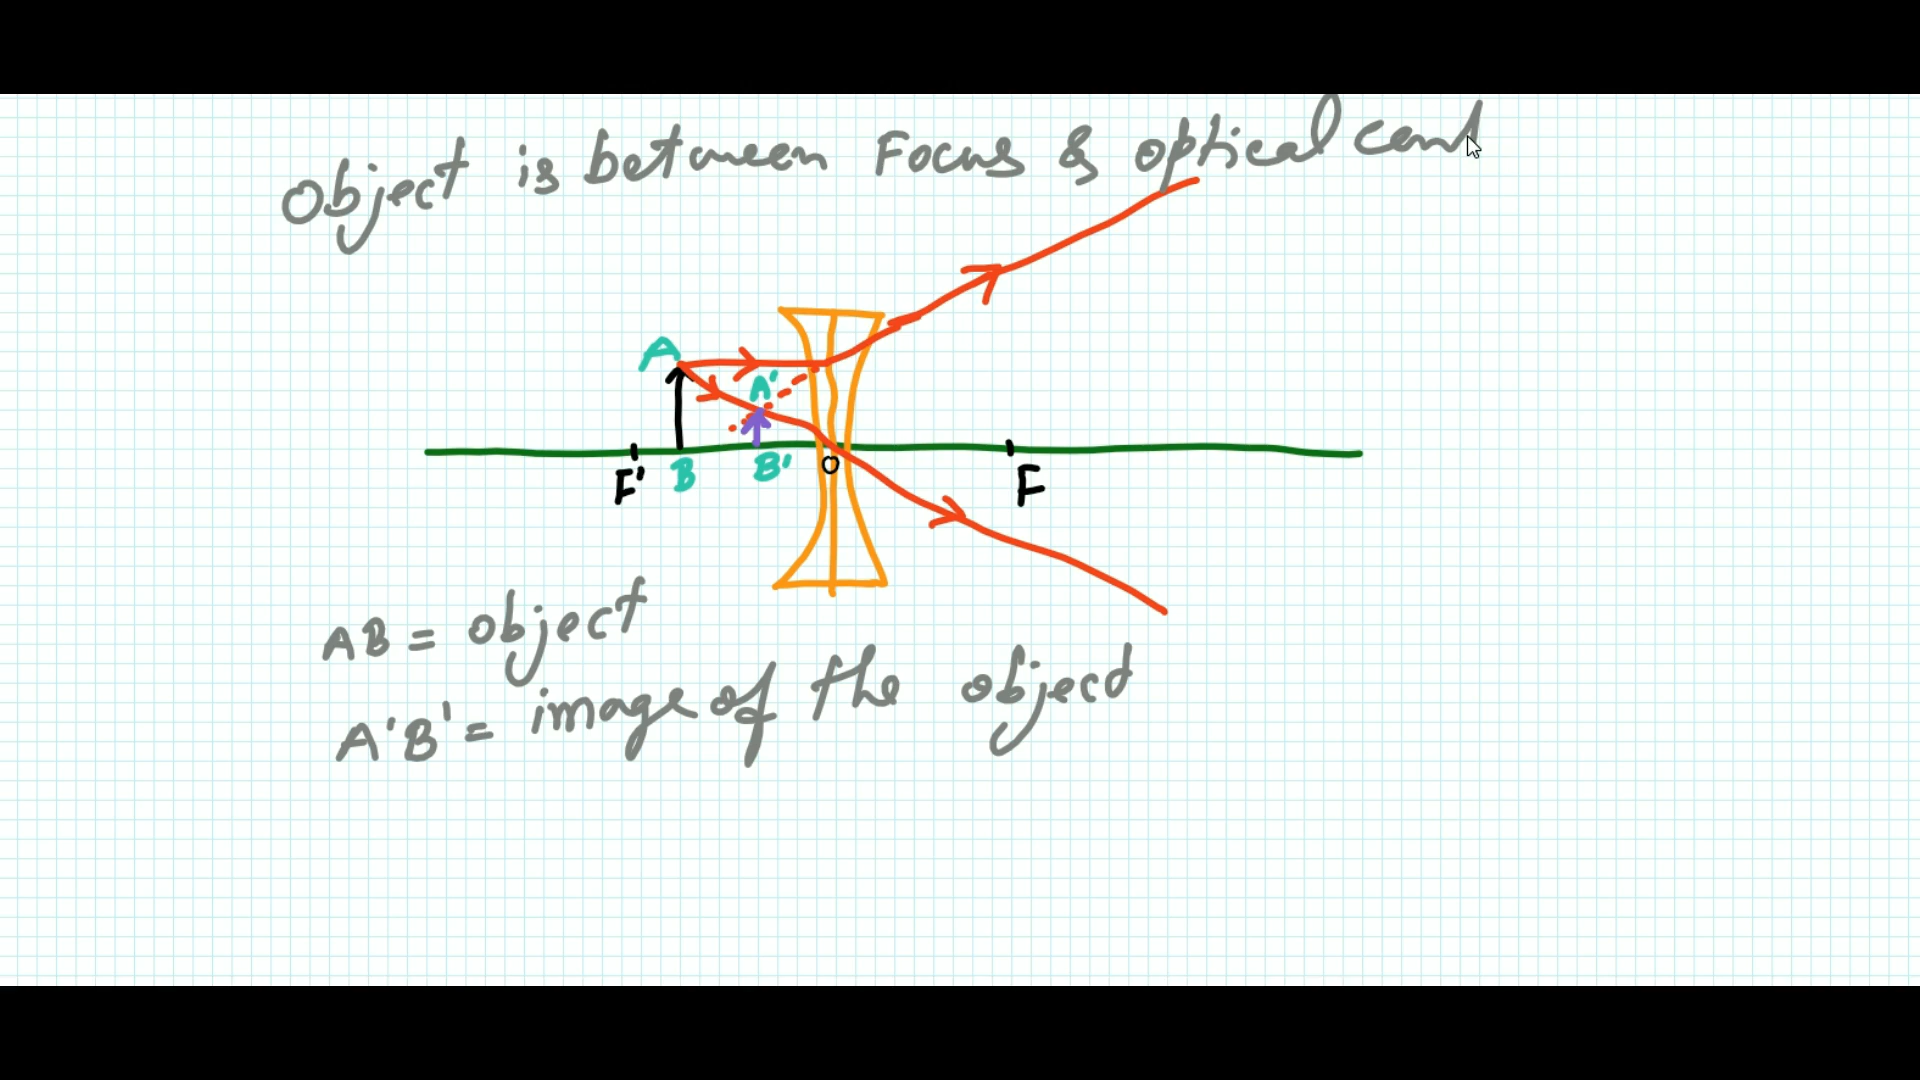 Object is between Focus & optical cent
A
A'
F' B B' O F
AB = object
A'B' = image of the object